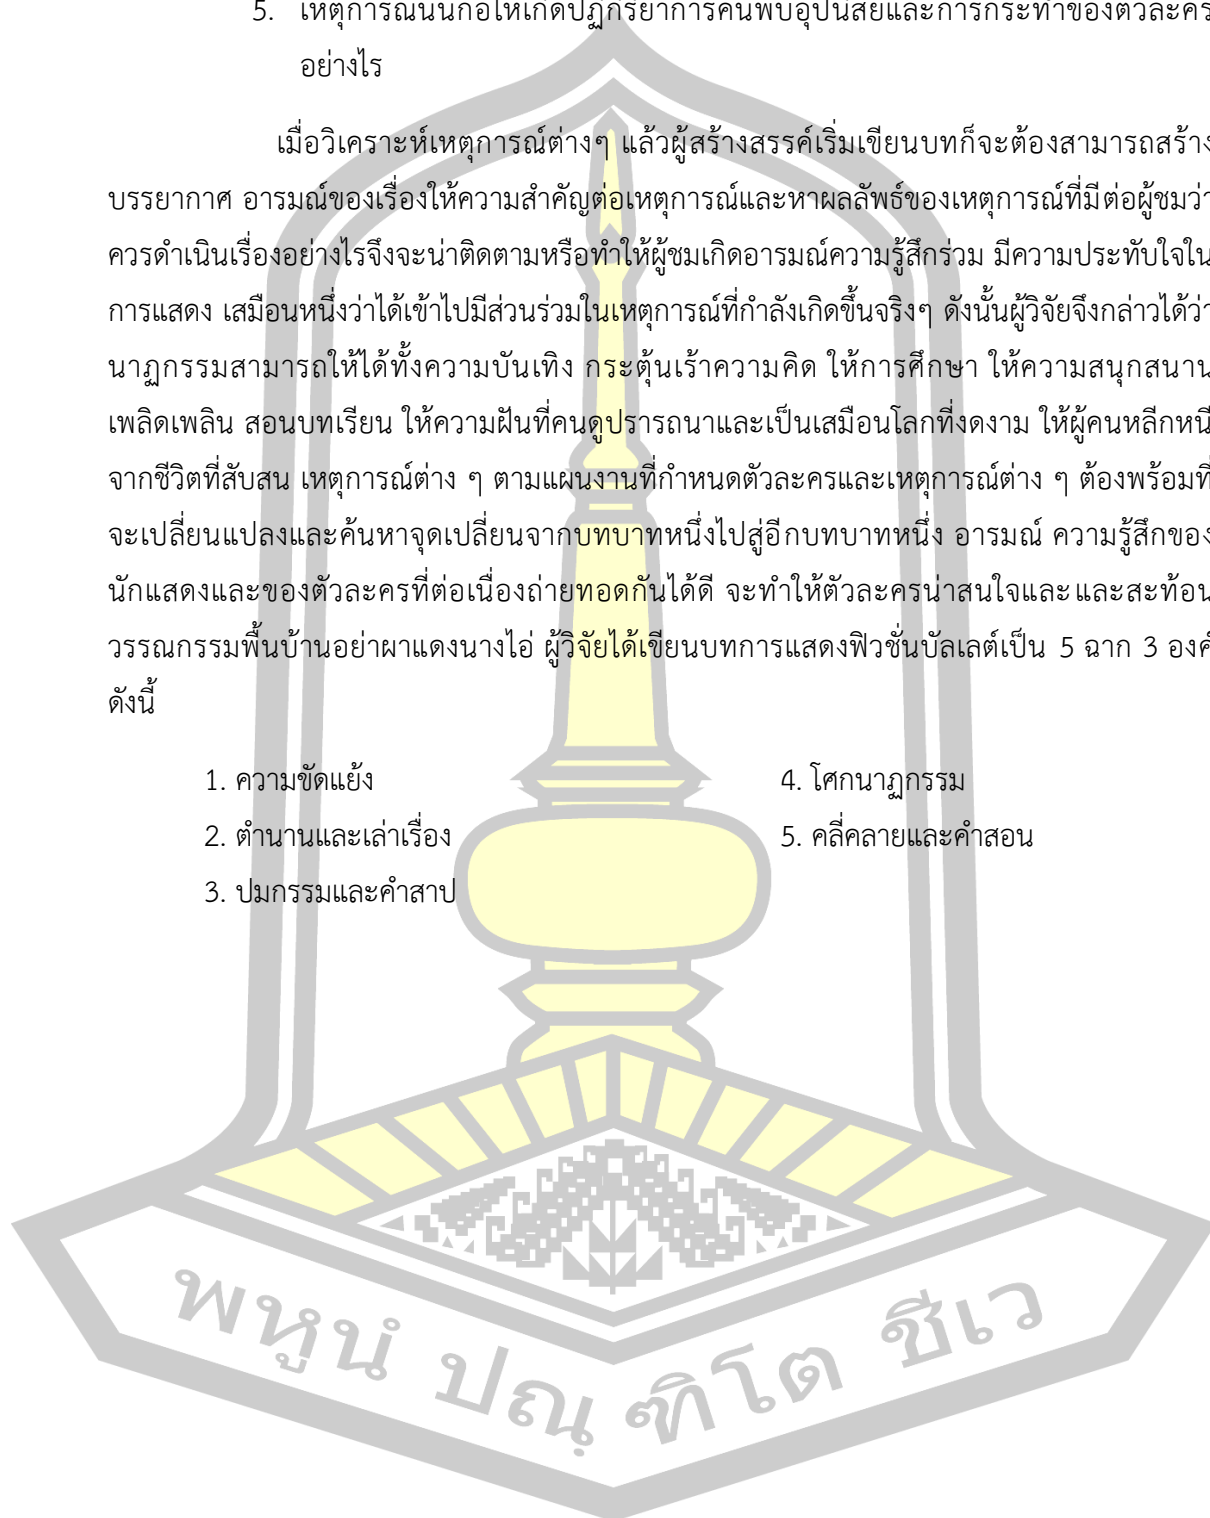 5. เหตุการณ์นั้นก่อให้เกิดปฏิกิริยาการค้นพบอุปนิสัยและการกระทำของตัวละคร
อย่างไร
เมื่อวิเคราะห์เหตุการณ์ต่างๆ แล้วผู้สร้างสรรค์เริ่มเขียนบทก็จะต้องสามารถสร้าง
บรรยากาศ อารมณ์ของเรื่องให้ความสำคัญต่อเหตุการณ์และหาผลลัพธ์ของเหตุการณ์ที่มีต่อผู้ชมว่า
ควรดำเนินเรื่องอย่างไรจึงจะน่าติดตามหรือทำให้ผู้ชมเกิดอารมณ์ความรู้สึกร่วม มีความประทับใจใน
การแสดง เสมือนหนึ่งว่าได้เข้าไปมีส่วนร่วมในเหตุการณ์ที่กำลังเกิดขึ้นจริงๆ ดังนั้นผู้วิจัยจึงกล่าวได้ว่า
นาฏกรรมสามารถให้ได้ทั้งความบันเทิง กระตุ้นเร้าความคิด ให้การศึกษา ให้ความสนุกสนาน
เพลิดเพลิน สอนบทเรียน ให้ความฝันที่คนดูปรารถนาและเป็นเสมือนโลกที่งดงาม ให้ผู้คนหลีกหนี
จากชีวิตที่สับสน เหตุการณ์ต่าง ๆ ตามแผนงานที่กำหนดตัวละครและเหตุการณ์ต่าง ๆ ต้องพร้อมที่
จะเปลี่ยนแปลงและค้นหาจุดเปลี่ยนจากบทบาทหนึ่งไปสู่อีกบทบาทหนึ่ง อารมณ์ ความรู้สึกของ
นักแสดงและของตัวละครที่ต่อเนื่องถ่ายทอดกันได้ดี จะทำให้ตัวละครน่าสนใจและและสะท้อน
วรรณกรรมพื้นบ้านอย่าผาแดงนางไอ่ ผู้วิจัยได้เขียนบทการแสดงฟิวชั่นบัลเลต์เป็น 5 ฉาก 3 องค์
ดังนี้
1. ความขัดแย้ง
2. ตำนานและเล่าเรื่อง
3. ปมกรรมและคำสาป
4. โศกนาฏกรรม
5. คลี่คลายและคำสอน
พหูนํ ปณฺ ฑิโต ชีเว